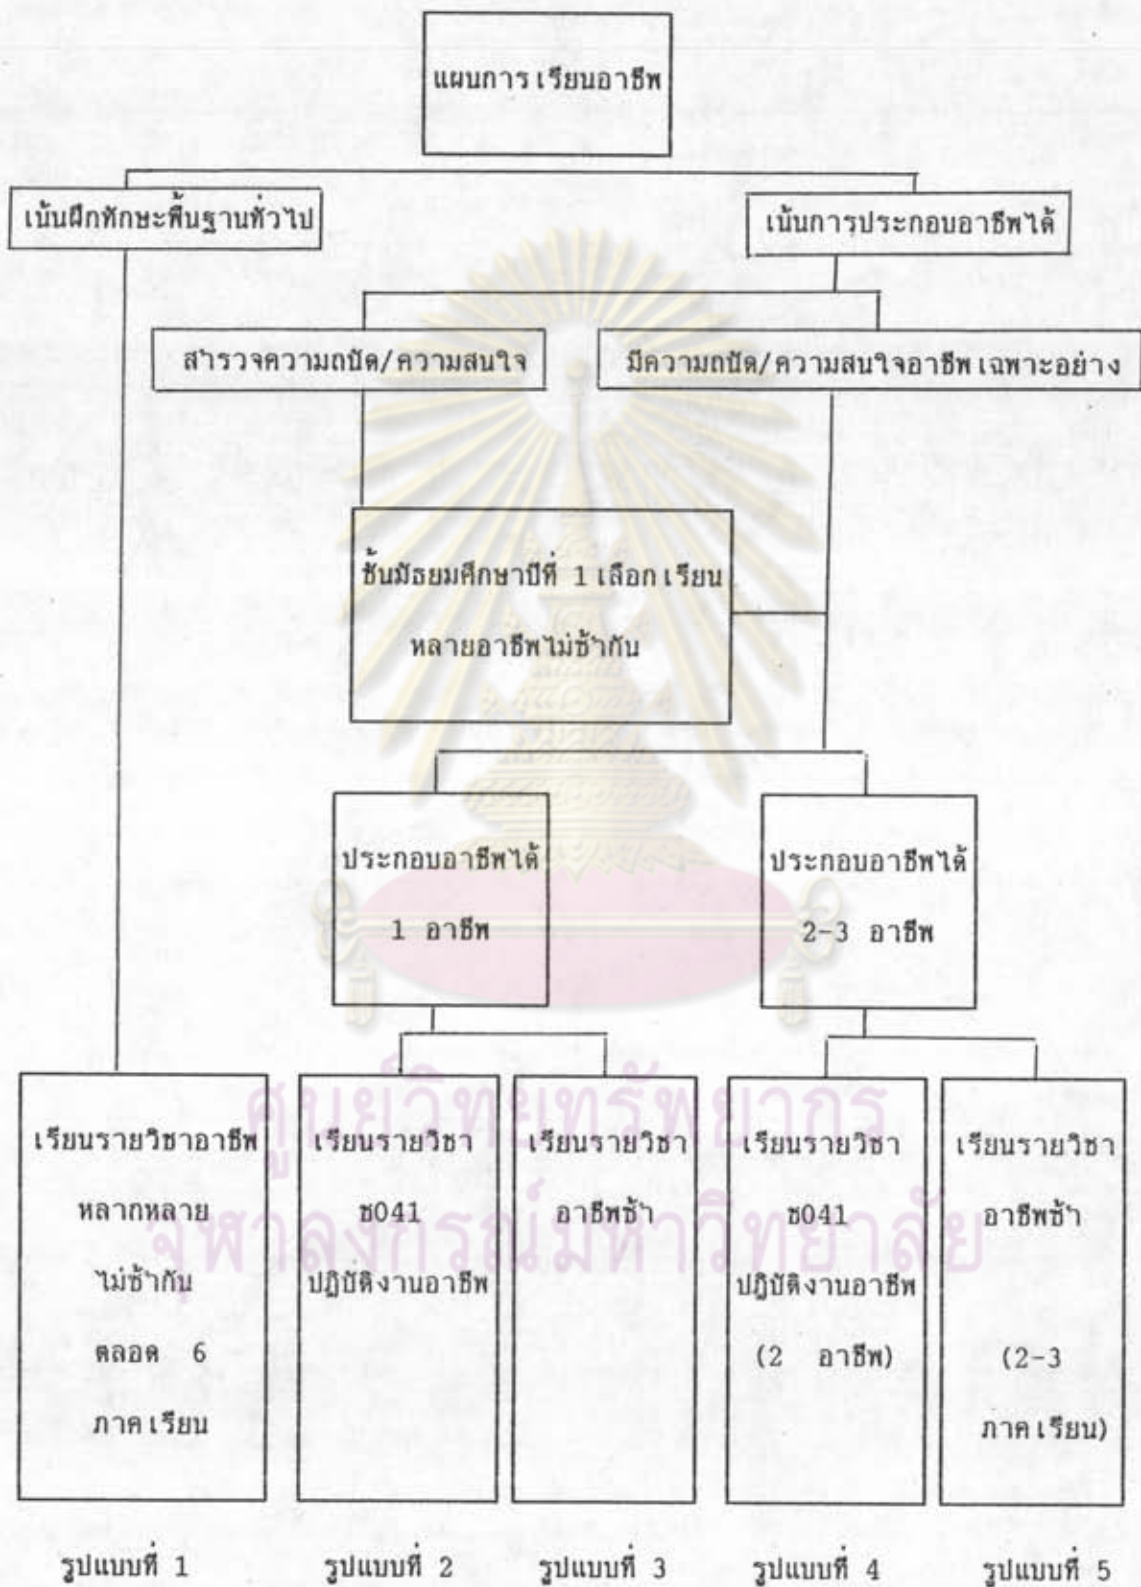 แผนการเรียนอาชีพ
เน้นฝึกทักษะพื้นฐานทั่วไป
เน้นการประกอบอาชีพได้
สำรวจความถนัด/ความสนใจ
มีความถนัด/ความสนใจอาชีพเฉพาะอย่าง
ชั้นมัธยมศึกษาปีที่ 1 เลือกเรียน
หลายอาชีพไม่ซ้ำกัน
ประกอบอาชีพได้
1 อาชีพ
ประกอบอาชีพได้
2-3 อาชีพ
เรียนรายวิชาอาชีพ
หลากหลาย
ไม่ซ้ำกัน
ตลอด 6
ภาคเรียน
เรียนรายวิชา
ช041
ปฏิบัติงานอาชีพ
เรียนรายวิชา
อาชีพซ้ำ
เรียนรายวิชา
ช041
ปฏิบัติงานอาชีพ
(2 อาชีพ)
เรียนรายวิชา
อาชีพซ้ำ
(2-3
ภาคเรียน)
รูปแบบที่ 1
รูปแบบที่ 2
รูปแบบที่ 3
รูปแบบที่ 4
รูปแบบที่ 5
ศูนย์วิทยทรัพยากร
จุฬาลงกรณ์มหาวิทยาลัย